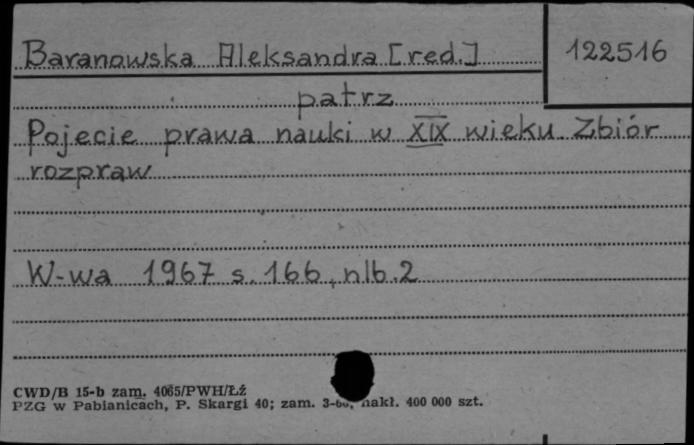 Baranowska Aleksandra [red.]
122516
patrz
Pojecie prawa nauki w XIX wieku. Zbiór
rozpraw
W-wa 1967 s. 166, nlb. 2
CWD/B 15-b zam. 4065/PWH/Łź
PZG w Pabianicach, P. Skargi 40; zam. nakł. 400 000 szt.